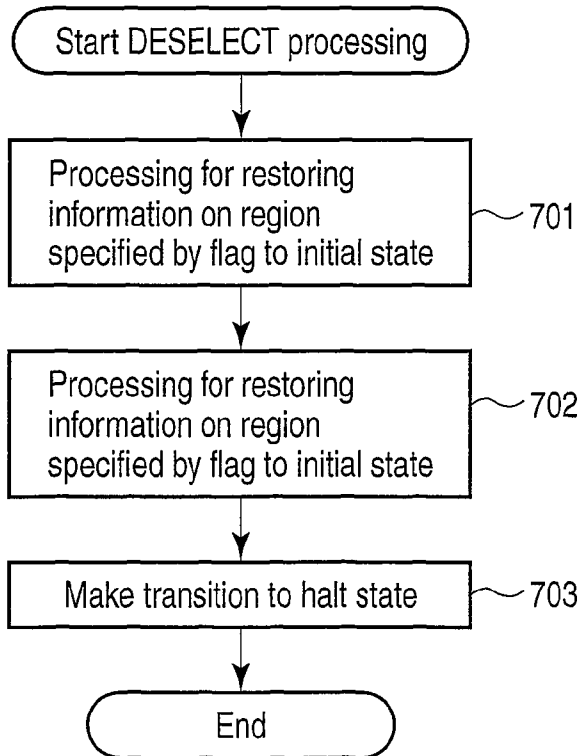 Start DESELECT processing
Processing for restoring
information on region
specified by flag to initial state
701
Processing for restoring
information on region
specified by flag to initial state
702
Make transition to halt state
703
End